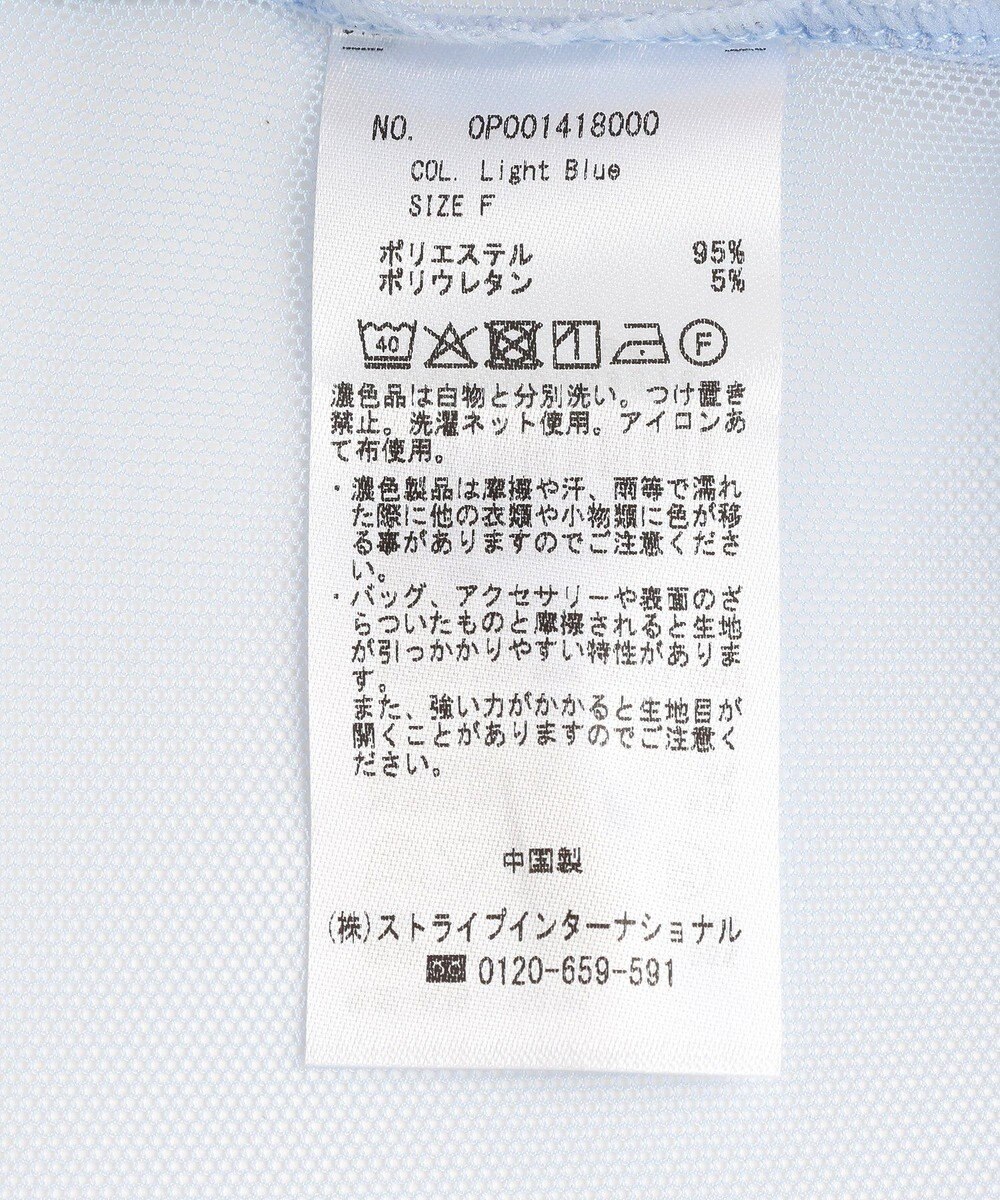 NO. OP001418000
COL. Light Blue
SIZE F
ポリエステル 95%
ポリウレタン 5%
40 F
濃色品は白物と分別洗い。つけ置き
禁止。洗濯ネット使用。アイロンあ
て布使用。
・濃色製品は摩擦や汗、雨等で濡れ
た際に他の衣類や小物類に色が移
る事がありますのでご注意くださ
い。
・バッグ、アクセサリーや表面のざ
らついたものと摩擦されると生地
が引っかかりやすい特性がありま
す。
また、強い力がかかると生地目が
開くことがありますのでご注意く
ださい。
中国製
(株)ストライプインターナショナル
0120-659-591